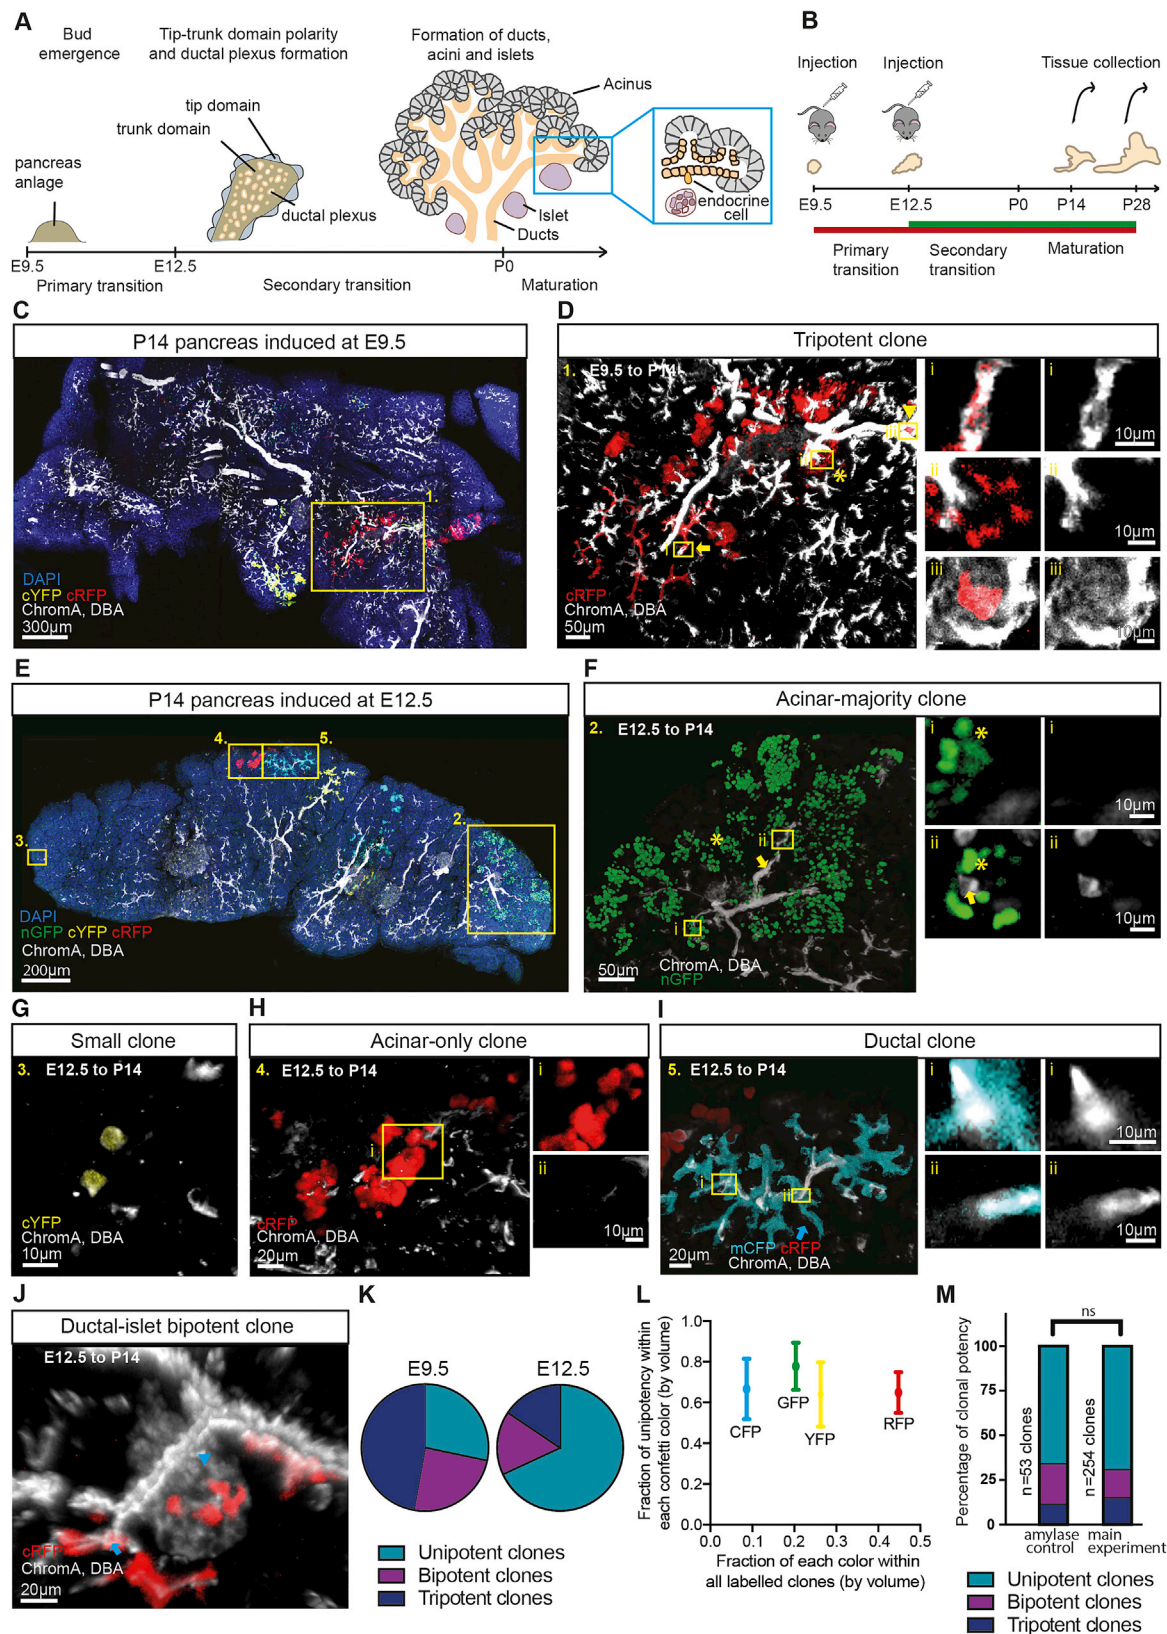 A
Bud
emergence
Tip-trunk domain polarity
and ductal plexus formation
Formation of ducts,
acini and islets
Acinus
tip domain
trunk domain
pancreas
anlage
ductal plexus
endocrine
cell
Islet
Ducts
E9.5
E12.5
P0
Primary transition
Secondary transition
Maturation
B
Injection
Injection
Tissue collection
E9.5
E12.5
P0
P14
P28
Primary
transition
Secondary
transition
Maturation
C
P14 pancreas induced at E9.5
1.
DAPI
cYFP cRFP
ChromA, DBA
300µm
D
Tripotent clone
1. E9.5 to P14
i
ii
iii
*
cRFP
ChromA, DBA
50µm
i
i
10µm
ii
ii
10µm
iii
iii
10µm
E
P14 pancreas induced at E12.5
4.
5.
3.
2.
DAPI
nGFP cYFP cRFP
ChromA, DBA
200µm
F
Acinar-majority clone
2. E12.5 to P14
*
ii
i
ChromA, DBA
nGFP
50µm
i
*
i
10µm
ii
*
ii
10µm
G
Small clone
3. E12.5 to P14
cYFP
ChromA, DBA
10µm
H
Acinar-only clone
4. E12.5 to P14
i
cRFP
ChromA, DBA
20µm
i
ii
10µm
I
Ductal clone
5. E12.5 to P14
i
ii
mCFP cRFP
ChromA, DBA
20µm
i
i
10µm
ii
ii
10µm
J
Ductal-islet bipotent clone
E12.5 to P14
cRFP
ChromA, DBA
20µm
K
E9.5
E12.5
Unipotent clones
Bipotent clones
Tripotent clones
L
Fraction of unipotency within
each confetti color (by volume)
1.0
0.8
0.6
0.4
0.2
0.0
CFP
GFP
YFP
RFP
0.0
0.1
0.2
0.3
0.4
0.5
Fraction of each color within
all labelled clones (by volume)
M
ns
Percentage of clonal potency
100
75
50
25
0
n=53 clones
n=254 clones
amylase
control
main
experiment
Unipotent clones
Bipotent clones
Tripotent clones